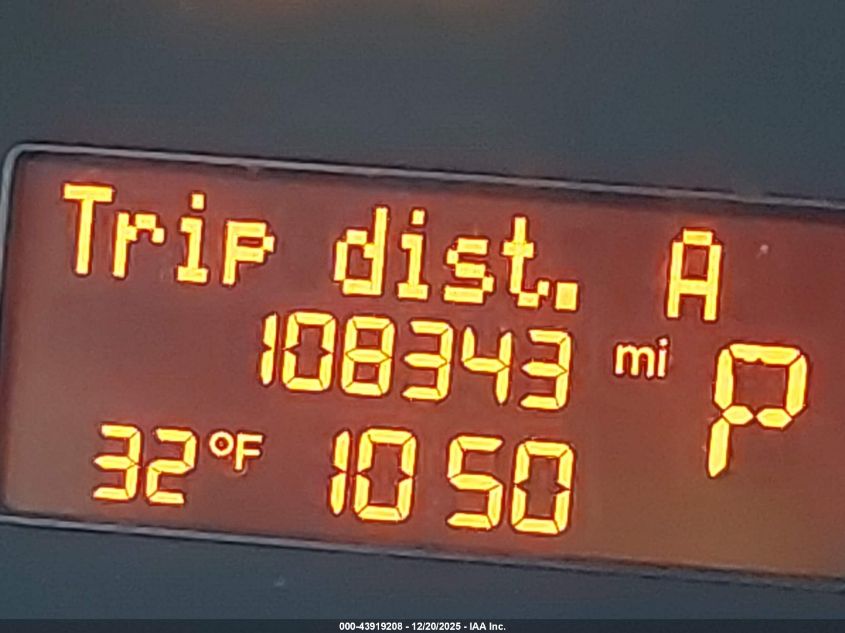 Trip dist. A
108343 mi
P
32°F 10 50
000-43919208 - 12/20/2025 - IAA Inc.